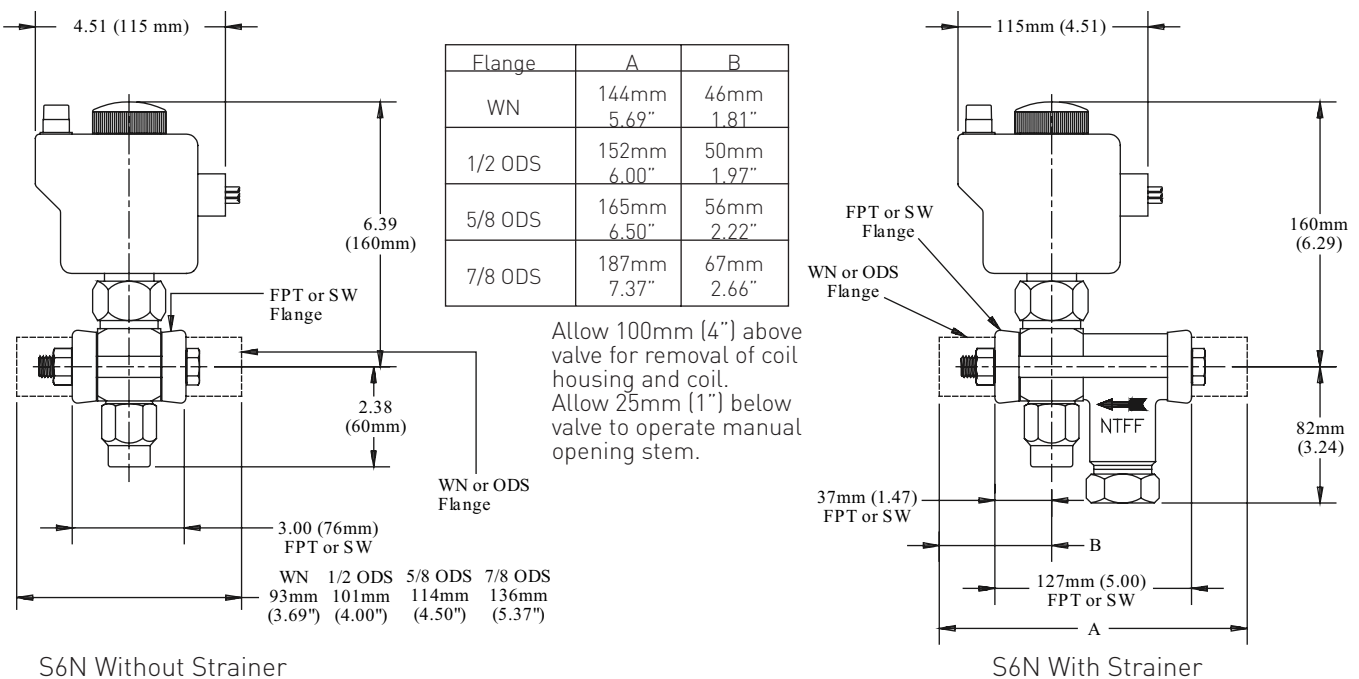 4.51 (115 mm)
6.39
(160mm)
FPT or SW
Flange
2.38
(60mm)
WN or ODS
Flange
3.00 (76mm)
FPT or SW
WN 1/2 ODS 5/8 ODS 7/8 ODS
93mm 101mm 114mm 136mm
(3.69") (4.00") (4.50") (5.37")
S6N Without Strainer
Flange A B
WN 144mm 46mm
5.69” 1.81”
1/2 ODS 152mm 50mm
6.00” 1.97”
5/8 ODS 165mm 56mm
6.50” 2.22”
7/8 ODS 187mm 67mm
7.37” 2.66”
Allow 100mm (4”) above
valve for removal of coil
housing and coil.
Allow 25mm (1”) below
valve to operate manual
opening stem.
115mm (4.51)
FPT or SW
Flange
WN or ODS
Flange
160mm
(6.29)
NTFF
82mm
(3.24)
37mm (1.47)
FPT or SW
B
127mm (5.00)
FPT or SW
A
S6N With Strainer